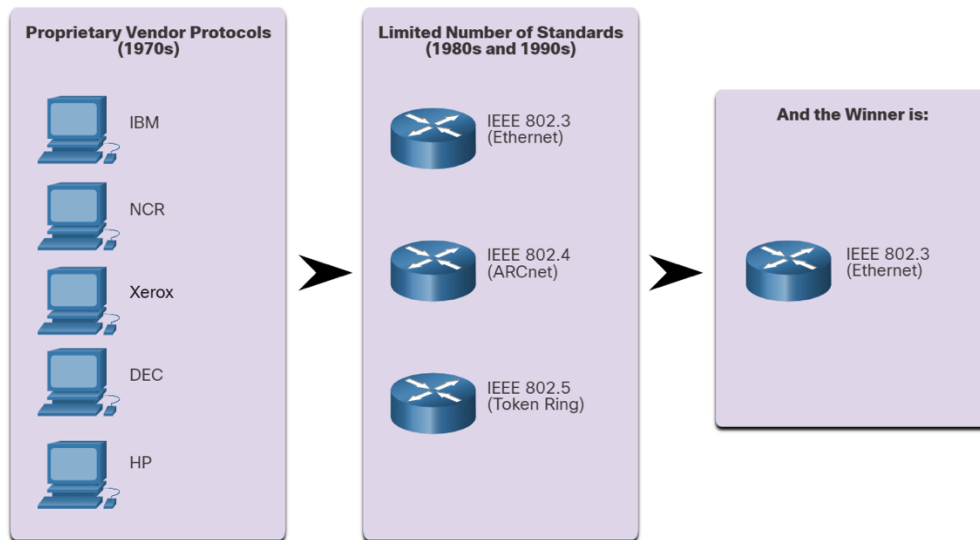 Proprietary Vendor Protocols
(1970s)
IBM
NCR
Xerox
DEC
HP
Limited Number of Standards
(1980s and 1990s)
IEEE 802.3
(Ethernet)
IEEE 802.4
(ARCnet)
IEEE 802.5
(Token Ring)
And the Winner is:
IEEE 802.3
(Ethernet)